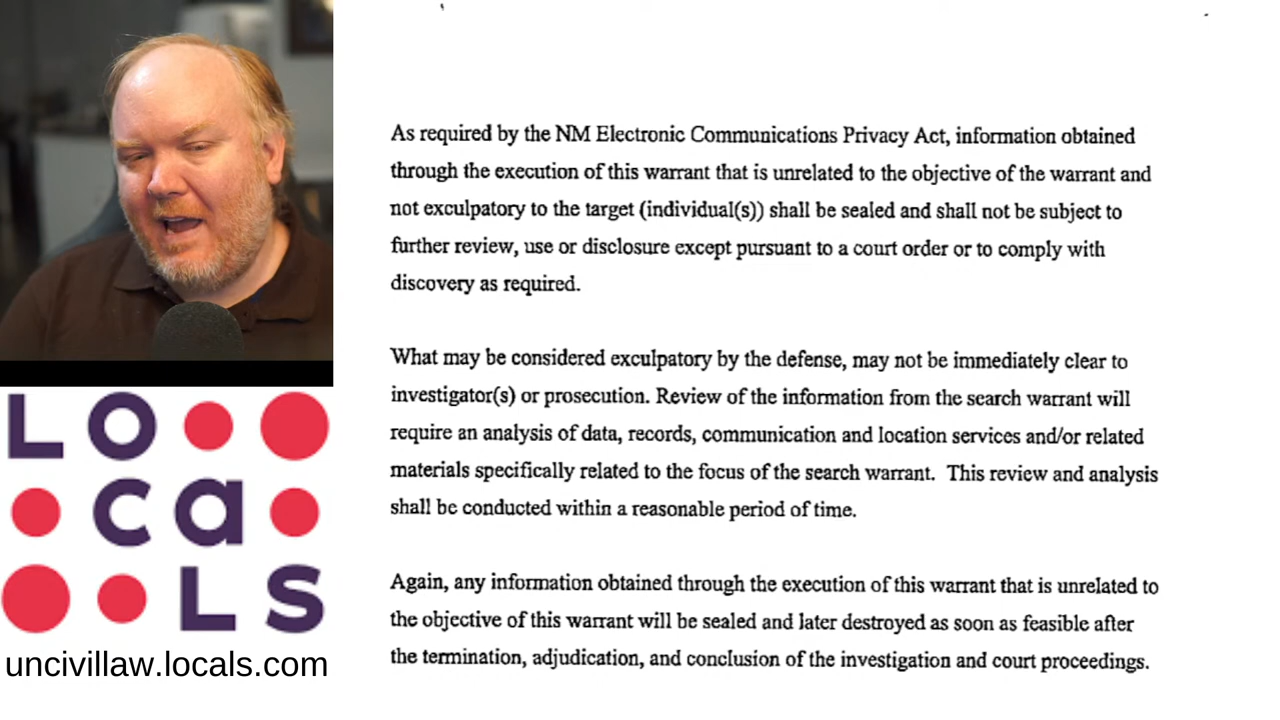 LOcaLS
uncivillaw.locals.com
As required by the NM Electronic Communications Privacy Act, information obtained
through the execution of this warrant that is unrelated to the objective of the warrant and
not exculpatory to the target (individual(s)) shall be sealed and shall not be subject to
further review, use or disclosure except pursuant to a court order or to comply with
discovery as required.
What may be considered exculpatory by the defense, may not be immediately clear to
investigator(s) or prosecution. Review of the information from the search warrant will
require an analysis of data, records, communication and location services and/or related
materials specifically related to the focus of the search warrant. This review and analysis
shall be conducted within a reasonable period of time.
Again, any information obtained through the execution of this warrant that is unrelated to
the objective of this warrant will be sealed and later destroyed as soon as feasible after
the termination, adjudication, and conclusion of the investigation and court proceedings.